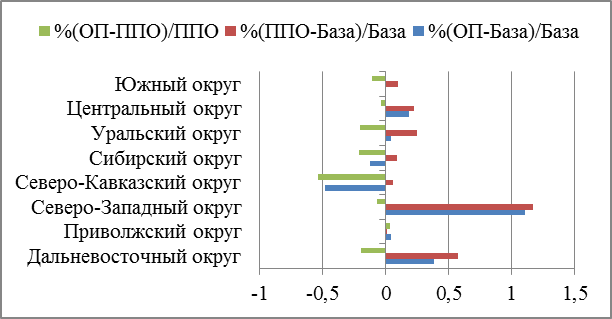 %(ОП-ППО)/ППО %(ППО-База)/База %(ОП-База)/База
Южный округ
Центральный округ
Уральский округ
Сибирский округ
Северо-Кавказский округ
Северо-Западный округ
Приволжский округ
Дальневосточный округ
-1 -0,5 0 0,5 1 1,5